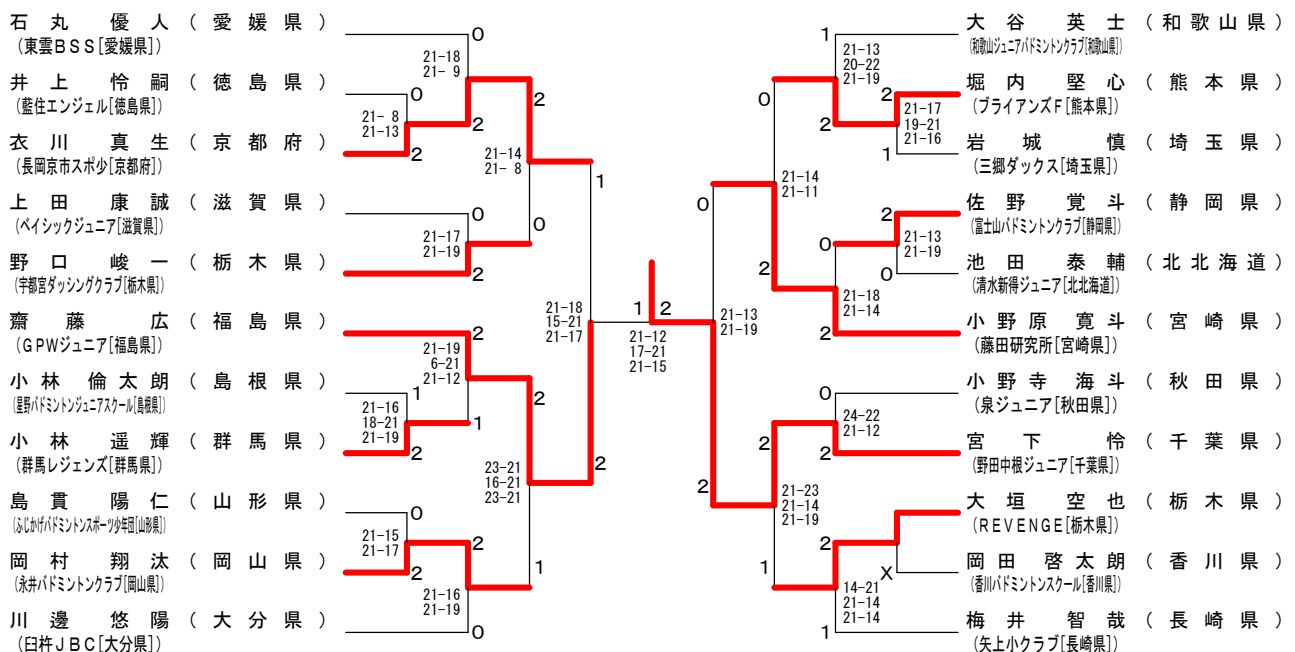 石丸 優人 (愛媛県)
(東雲BSS[愛媛県])
井上 怜嗣 (徳島県)
(藍住エンジェル[徳島県])
衣川 真生 (京都府)
(長岡京市スポ少[京都府])
上田 康誠 (滋賀県)
(ベイシックジュニア[滋賀県])
野口 峻一 (栃木県)
(宇都宮ダッシングクラブ[栃木県])
齋藤 広 (福島県)
(GPWジュニア[福島県])
小林 倫太朗 (島根県)
(星野バドミントンジュニアスクール[島根県])
小林 遥輝 (群馬県)
(群馬レジェンズ[群馬県])
島貫 陽仁 (山形県)
(ふじかげバドミントンスポーツ少年団[山形県])
岡村 翔汰 (岡山県)
(永井バドミントンクラブ[岡山県])
川邊 悠陽 (大分県)
(臼杵JBC[大分県])
0
21-18
21- 9
2
0
21- 8
21-13
2
2
21-14
21- 8
0
0
21-17
21-19
2
1
21-18
15-21
21-17
2
2
21-19
6-21
21-12
1
1
21-16
18-21
21-19
2
2
23-21
16-21
23-21
1
0
21-15
21-17
2
2
21-16
21-19
0
1 2
21-12
17-21
21-15
大谷 英士 (和歌山県)
(和歌山ジュニアバドミントンクラブ[和歌山県])
堀内 堅心 (熊本県)
(ブライアンズF[熊本県])
岩城 慎 (埼玉県)
(三郷ダックス[埼玉県])
佐野 覚斗 (静岡県)
(富士山バドミントンクラブ[静岡県])
池田 泰輔 (北北海道)
(清水新得ジュニア[北北海道])
小野原 寛斗 (宮崎県)
(藤田研究所[宮崎県])
小野寺 海斗 (秋田県)
(泉ジュニア[秋田県])
宮下 怜 (千葉県)
(野田中根ジュニア[千葉県])
大垣 空也 (栃木県)
(REVENGE[栃木県])
岡田 啓太朗 (香川県)
(香川バドミントンスクール[香川県])
梅井 智哉 (長崎県)
(矢上小クラブ[長崎県])
1
21-13
20-22
21-19
2
2
21-17
19-21
21-16
1
0
21-14
21-11
2
2
21-13
21-19
0
0
21-18
21-14
2
0
21-13
21-19
2
0
24-22
21-12
2
2
21-23
21-14
21-19
1
X
2
14-21
21-14
21-14
1